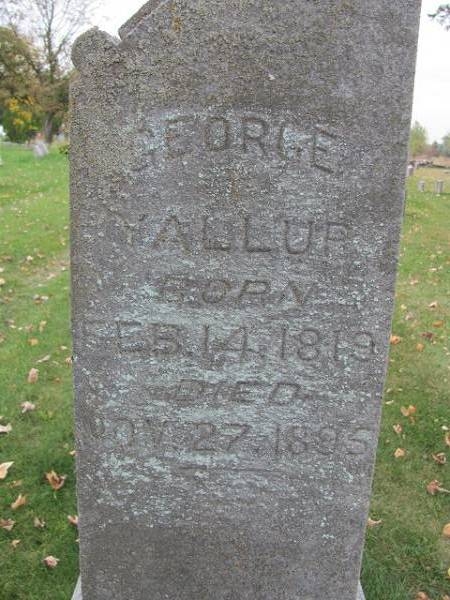 GEORGE
YALLUP
BORN
FEB. 14. 1819
DIED
NOV. 27. 1895